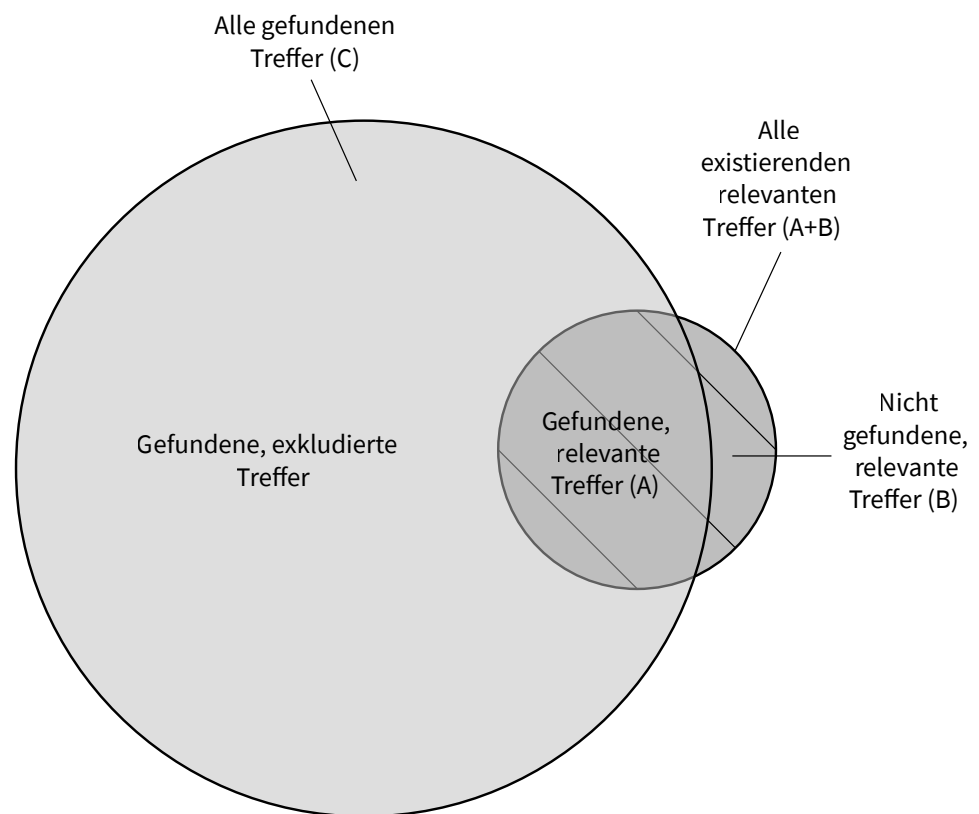 Alle gefundenen
Treffer (C)
Alle
existierenden
relevanten
Treffer (A+B)
Gefundene, exkludierte
Treffer
Gefundene,
relevante
Treffer (A)
Nicht
gefundene,
relevante
Treffer (B)